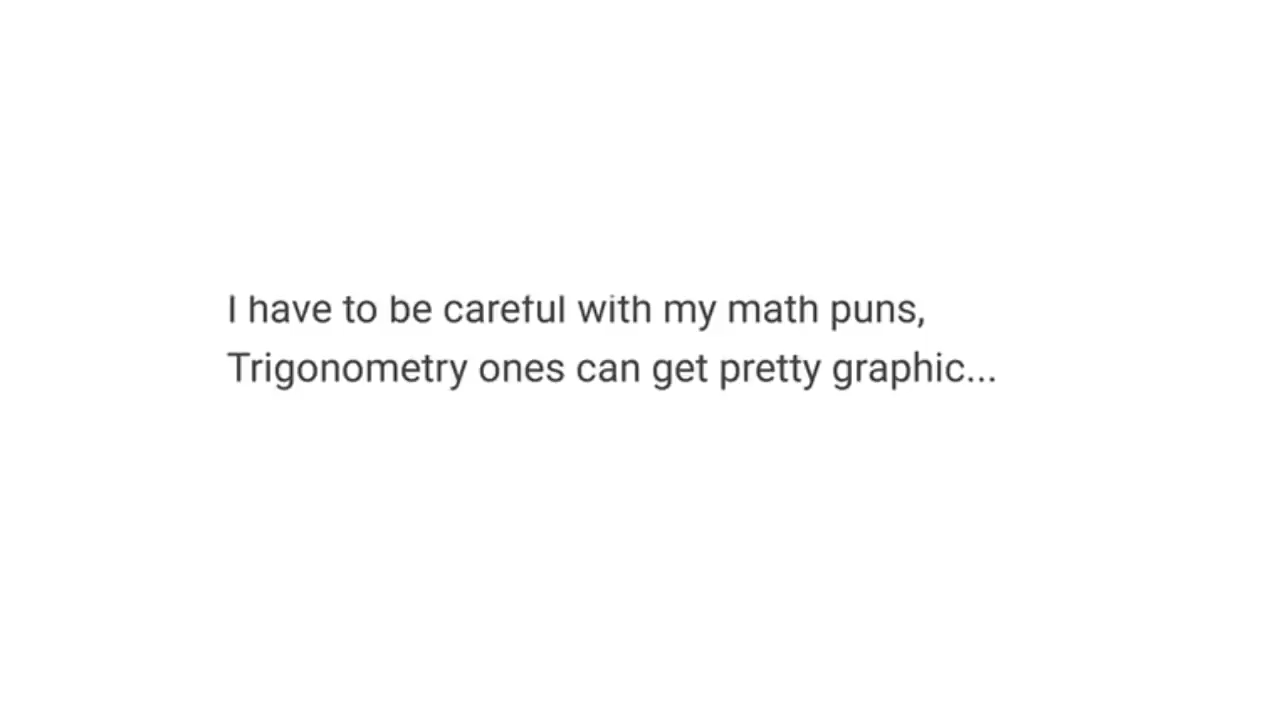 I have to be careful with my math puns,
Trigonometry ones can get pretty graphic...